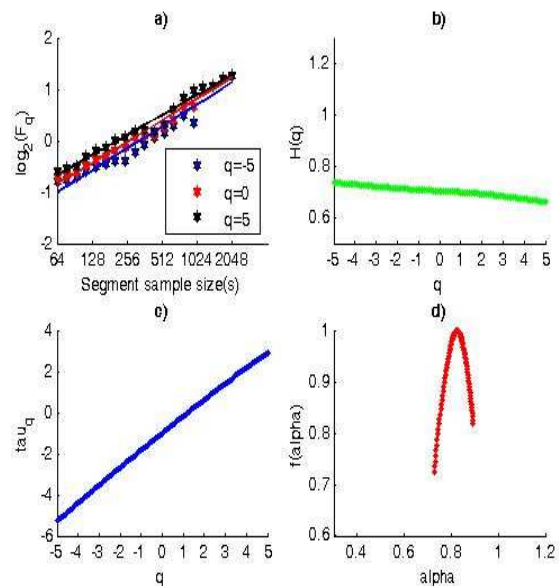 a)
2
1
0
-1
-2
log2(Fq)
64 128 256 512 1024 2048
Segment sample size(s)
q=-5
q=0
q=5
b)
1.2
1
0.8
0.6
H(q)
-5 -4 -3 -2 -1 0 1 2 3 4 5
q
c)
4
2
0
-2
-4
-6
tauq
-5 -4 -3 -2 -1 0 1 2 3 4 5
q
d)
1
0.9
0.8
0.7
0.6
f(alpha)
0.4 0.6 0.8 1 1.2
alpha